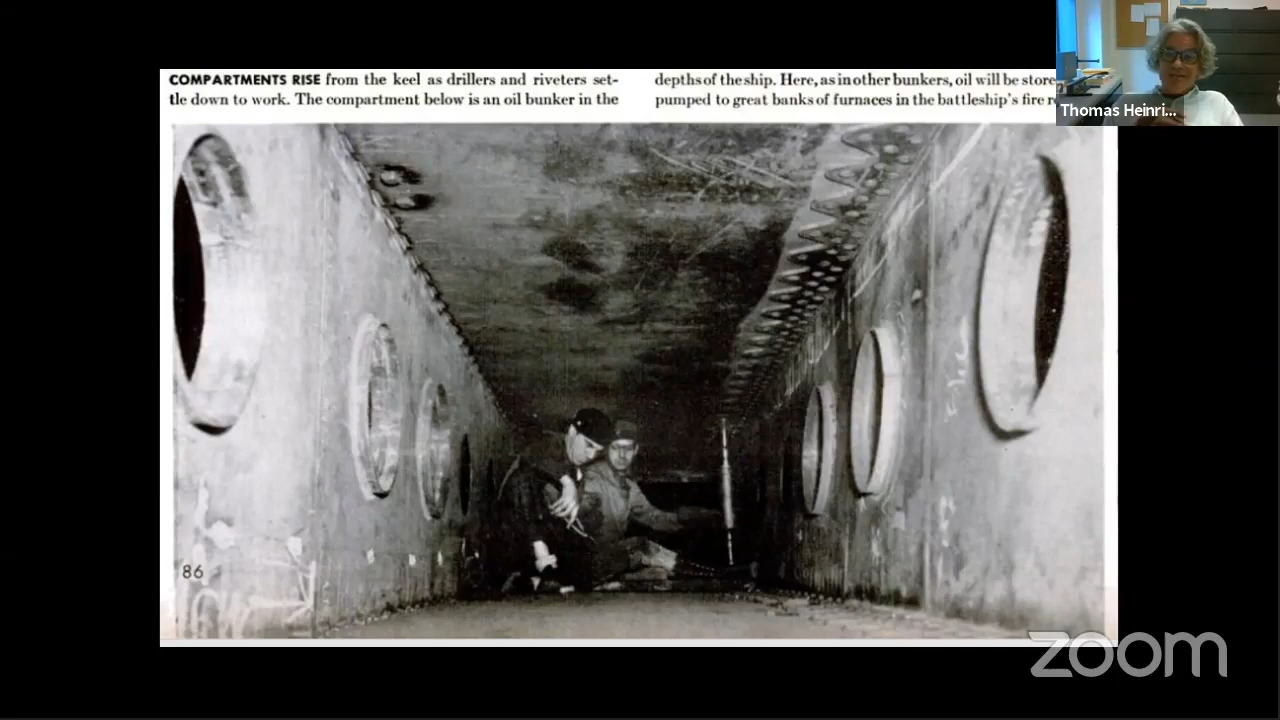 COMPARTMENTS RISE from the keel as drillers and riveters set-
tle down to work. The compartment below is an oil bunker in the
depths of the ship. Here, as in other bunkers, oil will be store
pumped to great banks of furnaces in the battleship's fire r
Thomas Heinri...
86
zoom